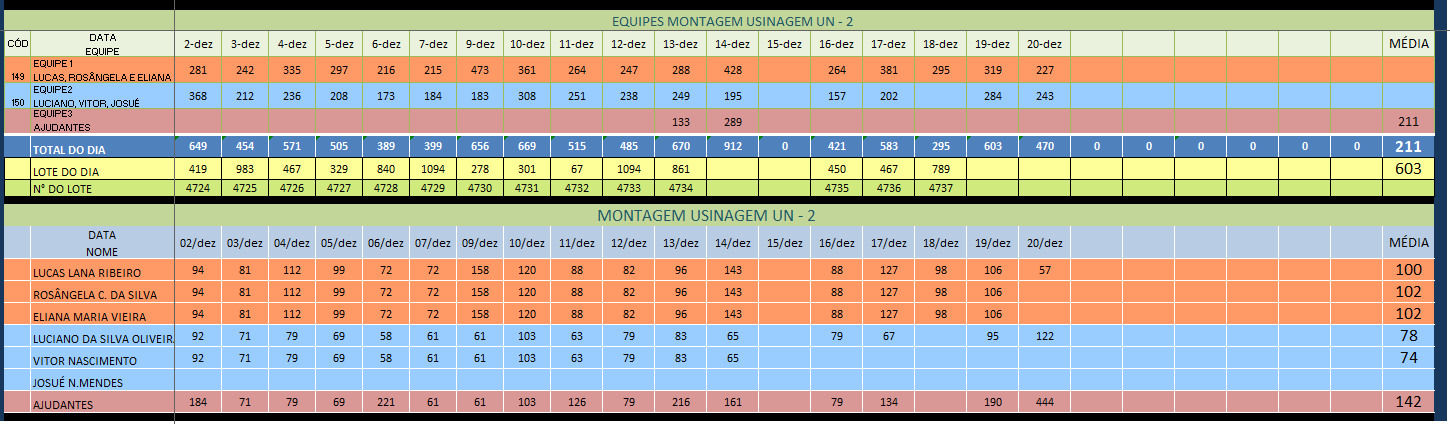 EQUIPES MONTAGEM USINAGEM UN - 2
CÓD DATA EQUIPE 2-dez 3-dez 4-dez 5-dez 6-dez 7-dez 9-dez 10-dez 11-dez 12-dez 13-dez 14-dez 16-dez 17-dez 18-dez 19-dez 20-dez MÉDIA
149 EQUIPE 1 LUCAS, ROSÂNGELA E ELIANA 281 242 335 297 216 215 473 361 264 247 288 428 264 381 295 319 227
150 EQUIPE2 LUCIANO, VITOR, JOSUÉ 368 212 236 208 173 184 183 308 251 238 249 195 157 202 284 243
EQUIPE3 AJUDANTES 133 289 211
TOTAL DO DIA 649 454 571 505 389 399 656 669 515 485 670 912 0 421 583 295 603 470 0 0 0 0 0 0 211
LOTE DO DIA 419 983 467 329 840 1094 278 301 67 1094 861 450 467 789 603
N° DO LOTE 4724 4725 4726 4727 4728 4729 4730 4731 4732 4733 4734 4735 4736 4737
MONTAGEM USINAGEM UN - 2
DATA NOME 02/dez 03/dez 04/dez 05/dez 06/dez 07/dez 09/dez 10/dez 11/dez 12/dez 13/dez 14/dez 15/dez 16/dez 17/dez 18/dez 19/dez 20/dez MÉDIA
LUCAS LANA RIBEIRO 94 81 112 99 72 72 158 120 88 82 96 143 88 127 98 106 57 100
ROSÂNGELA C. DA SILVA 94 81 112 99 72 72 158 120 88 82 96 143 88 127 98 106 102
ELIANA MARIA VIEIRA 94 81 112 99 72 72 158 120 88 82 96 143 88 127 98 106 102
LUCIANO DA SILVA OLIVEIRA 92 71 79 69 58 61 61 103 63 79 83 65 79 67 95 122 78
VITOR NASCIMENTO 92 71 79 69 58 61 61 103 63 79 83 65 74
JOSUÉ N.MENDES
AJUDANTES 184 71 79 69 221 61 61 103 126 79 216 161 79 134 190 444 142